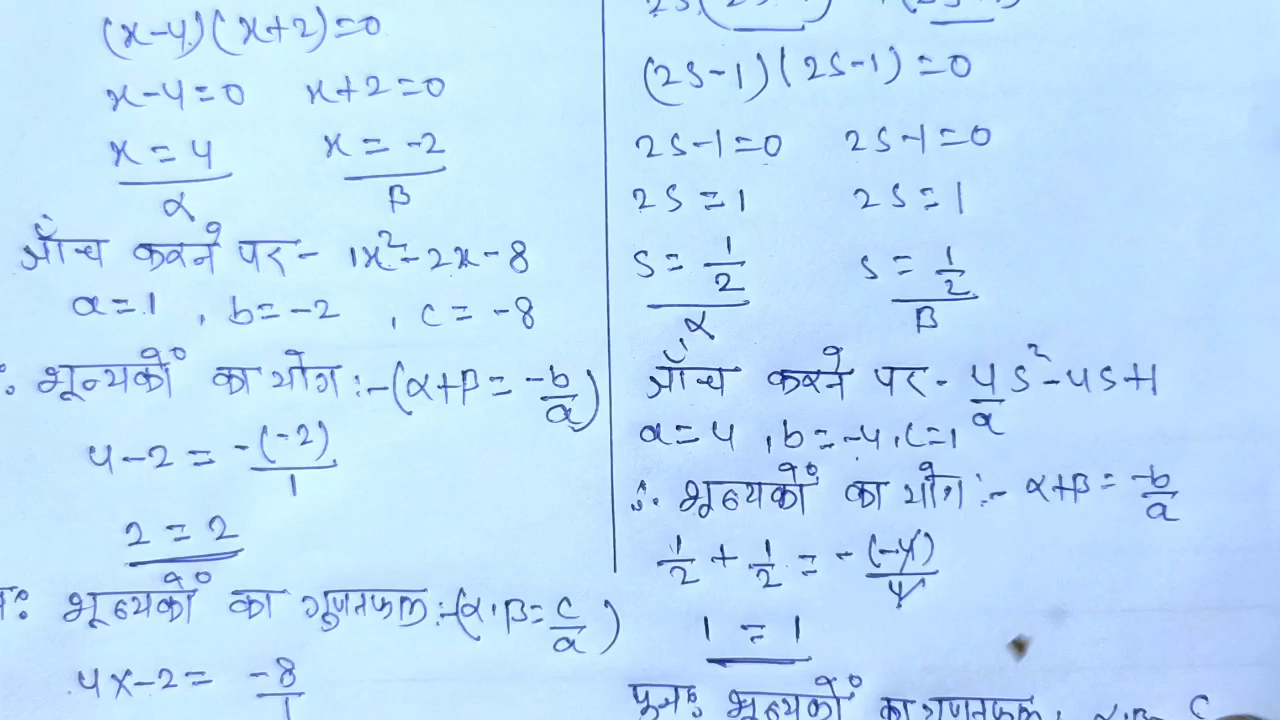 (x-4)(x+2)=0
x-4=0 x+2=0
x=4 x=-2
α β
जाँच करने पर- 1x²-2x-8
a=1, b=-2, c=-8
शून्यकों का योग:-(α+β=-b/a)
4-2=-(-2)/1
2=2
शून्यकों का गुणनफल:-(α.β=c/a)
4x-2=-8/1
(2s-1)(2s-1)=0
2s-1=0 2s-1=0
2s=1 2s=1
s=1/2 s=1/2
α β
जाँच करने पर- 4s²-4s+1
a
a=4, b=-4, c=1
∴ शून्यकों का योग:- α+β=-b/a
1/2+1/2=-(-4)/4
1=1
पुनः शून्यकों का गुणनफल: